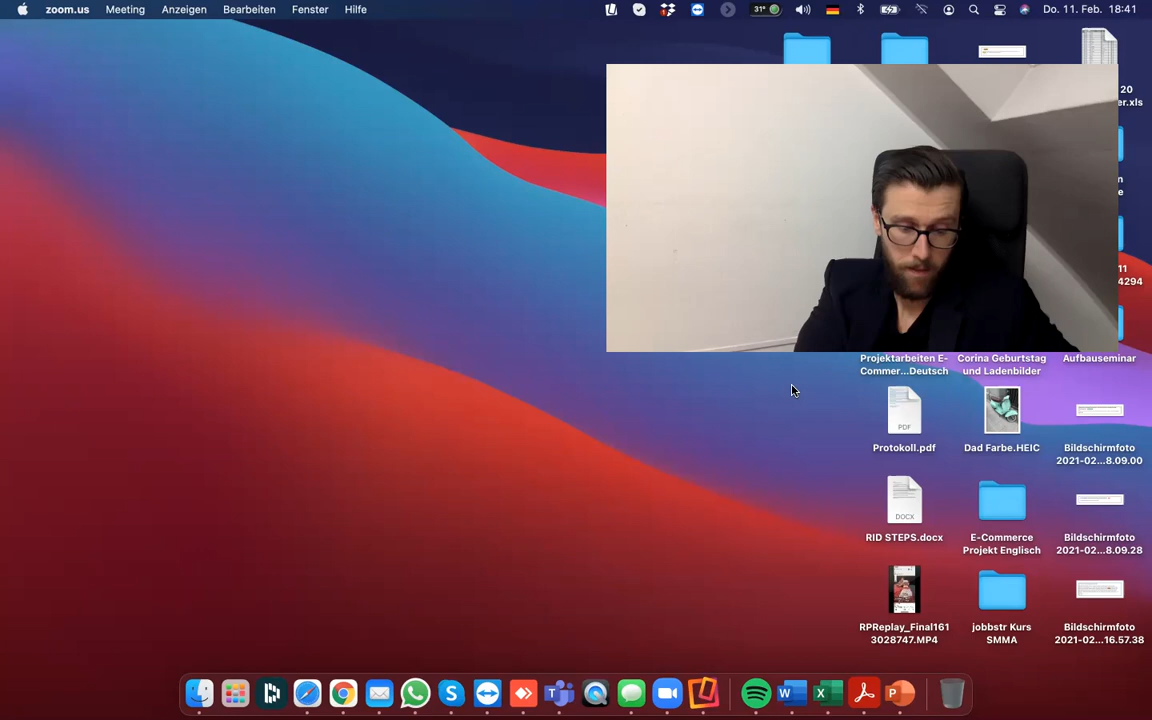 zoom.us Meeting Anzeigen Bearbeiten Fenster Hilfe 31° Do. 11. Feb. 18:41
20
er.xls
n
e
11
4294
Projektarbeiten E-
Commer...Deutsch
Corina Geburtstag
und Ladenbilder
Aufbauseminar
PDF
Protokoll.pdf
Dad Farbe.HEIC
Bildschirmfoto
2021-02...8.09.00
DOCX
RID STEPS.docx
E-Commerce
Projekt Englisch
Bildschirmfoto
2021-02...8.09.28
RPReplay_Final161
3028747.MP4
jobbstr Kurs
SMMA
Bildschirmfoto
2021-02...16.57.38